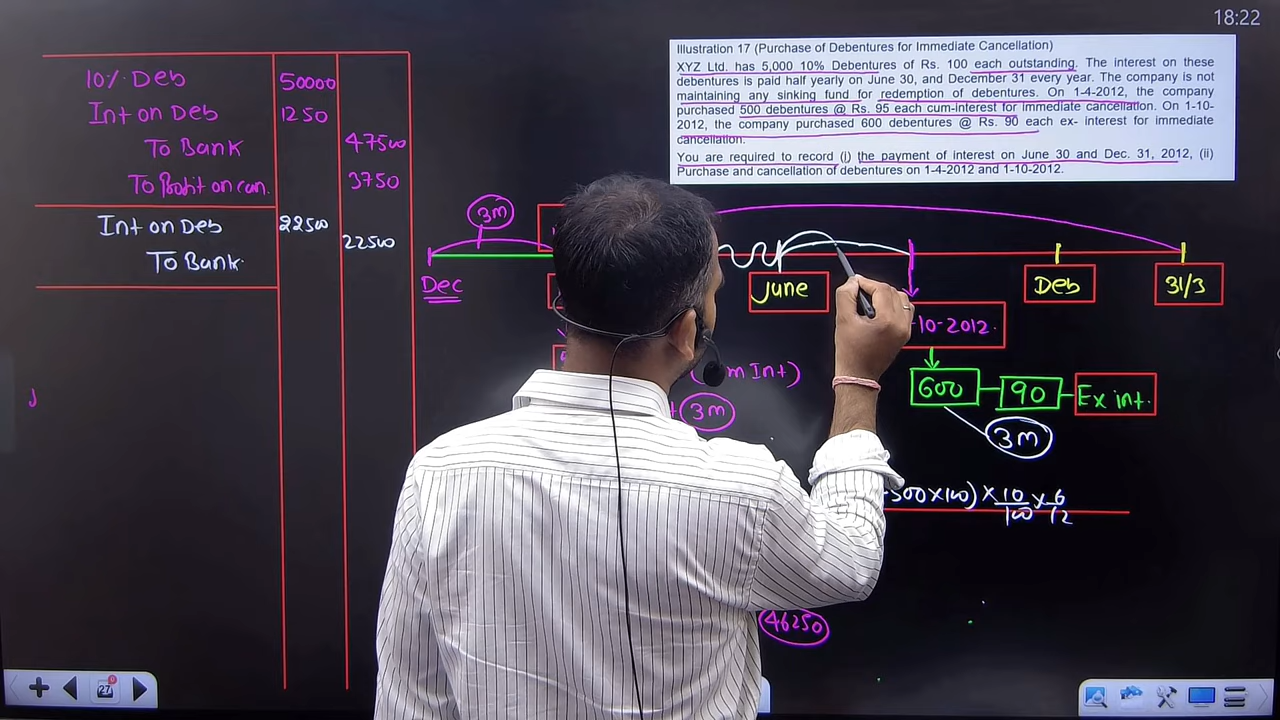 18:22
Illustration 17 (Purchase of Debentures for Immediate Cancellation)
XYZ Ltd. has 5,000 10% Debentures of Rs. 100 each outstanding. The interest on these
debentures is paid half yearly on June 30, and December 31 every year. The company is not
maintaining any sinking fund for redemption of debentures. On 1-4-2012, the company
purchased 500 debentures @ Rs. 95 each cum-interest for immediate cancellation. On 1-10-
2012, the company purchased 600 debentures @ Rs. 90 each ex- interest for immediate
cancellation.
You are required to record (i) the payment of interest on June 30 and Dec. 31, 2012, (ii)
Purchase and cancellation of debentures on 1-4-2012 and 1-10-2012.
10% Deb 50000
Int on Deb 1250
To Bank 47500
To Profit on can. 3750
Int on Deb 22500
To Bank 22500
3m
Dec
June
Deb
31/3
-10-2012.
600 90 Ex int.
3m
m Int)
3m
500 × 100) × 10/100 × 6/12
46250
27